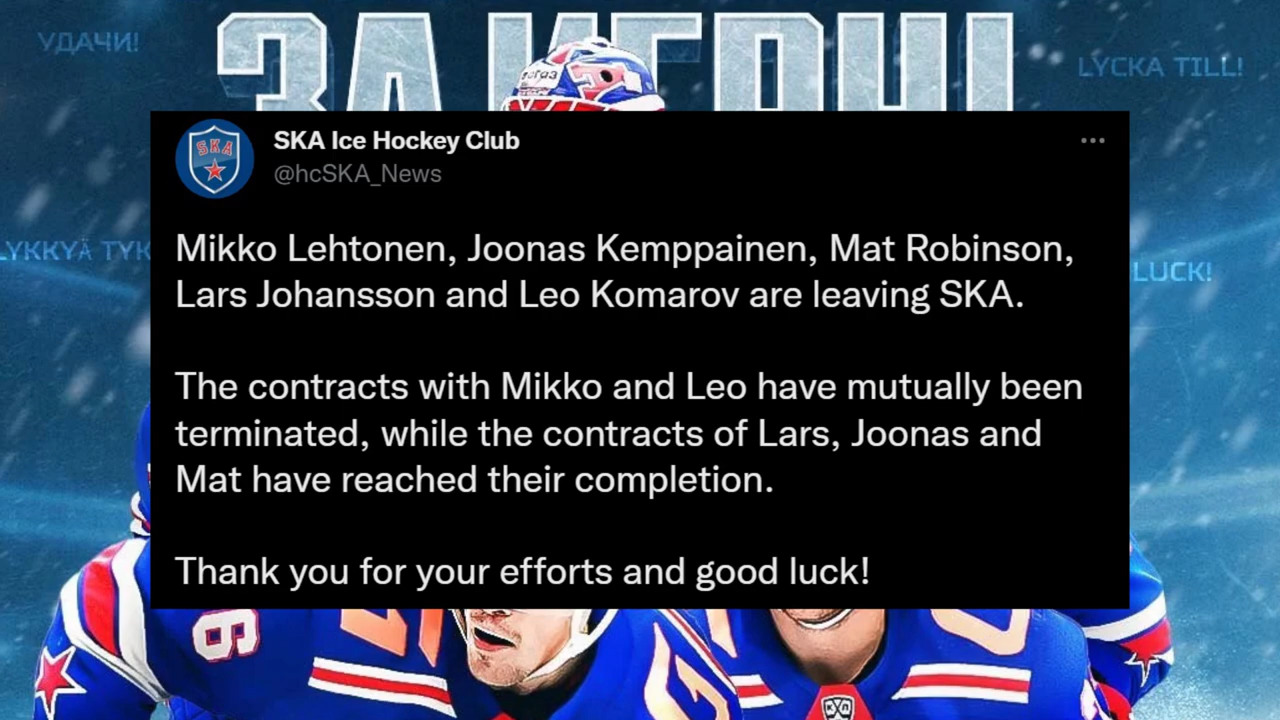 УДАЧИ!
LYCKA TILL!
SKA
SKA Ice Hockey Club
@hcSKA_News
LYKKYÄ
LUCK!
Mikko Lehtonen, Joonas Kemppainen, Mat Robinson,
Lars Johansson and Leo Komarov are leaving SKA.
The contracts with Mikko and Leo have mutually been
terminated, while the contracts of Lars, Joonas and
Mat have reached their completion.
Thank you for your efforts and good luck!